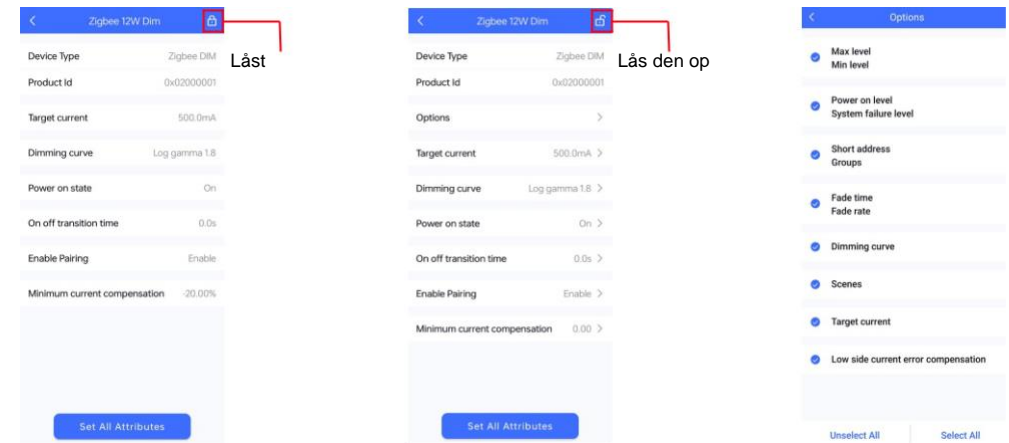 Zigbee 12W Dim
Låst
Device Type Zigbee DIM
Product Id 0x02000001
Target current 500.0mA
Dimming curve Log gamma 1.8
Power on state On
On off transition time 0.0s
Enable Pairing Enable
Minimum current compensation -20.00%
Set All Attributes
Zigbee 12W Dim
Lås den op
Device Type Zigbee DIM
Product Id 0x02000001
Options
Target current 500.0mA
Dimming curve Log gamma 1.8
Power on state On
On off transition time 0.0s
Enable Pairing Enable
Minimum current compensation 0.00
Set All Attributes
Options
Max level
Min level
Power on level
System failure level
Short address
Groups
Fade time
Fade rate
Dimming curve
Scenes
Target current
Low side current error compensation
Unselect All Select All